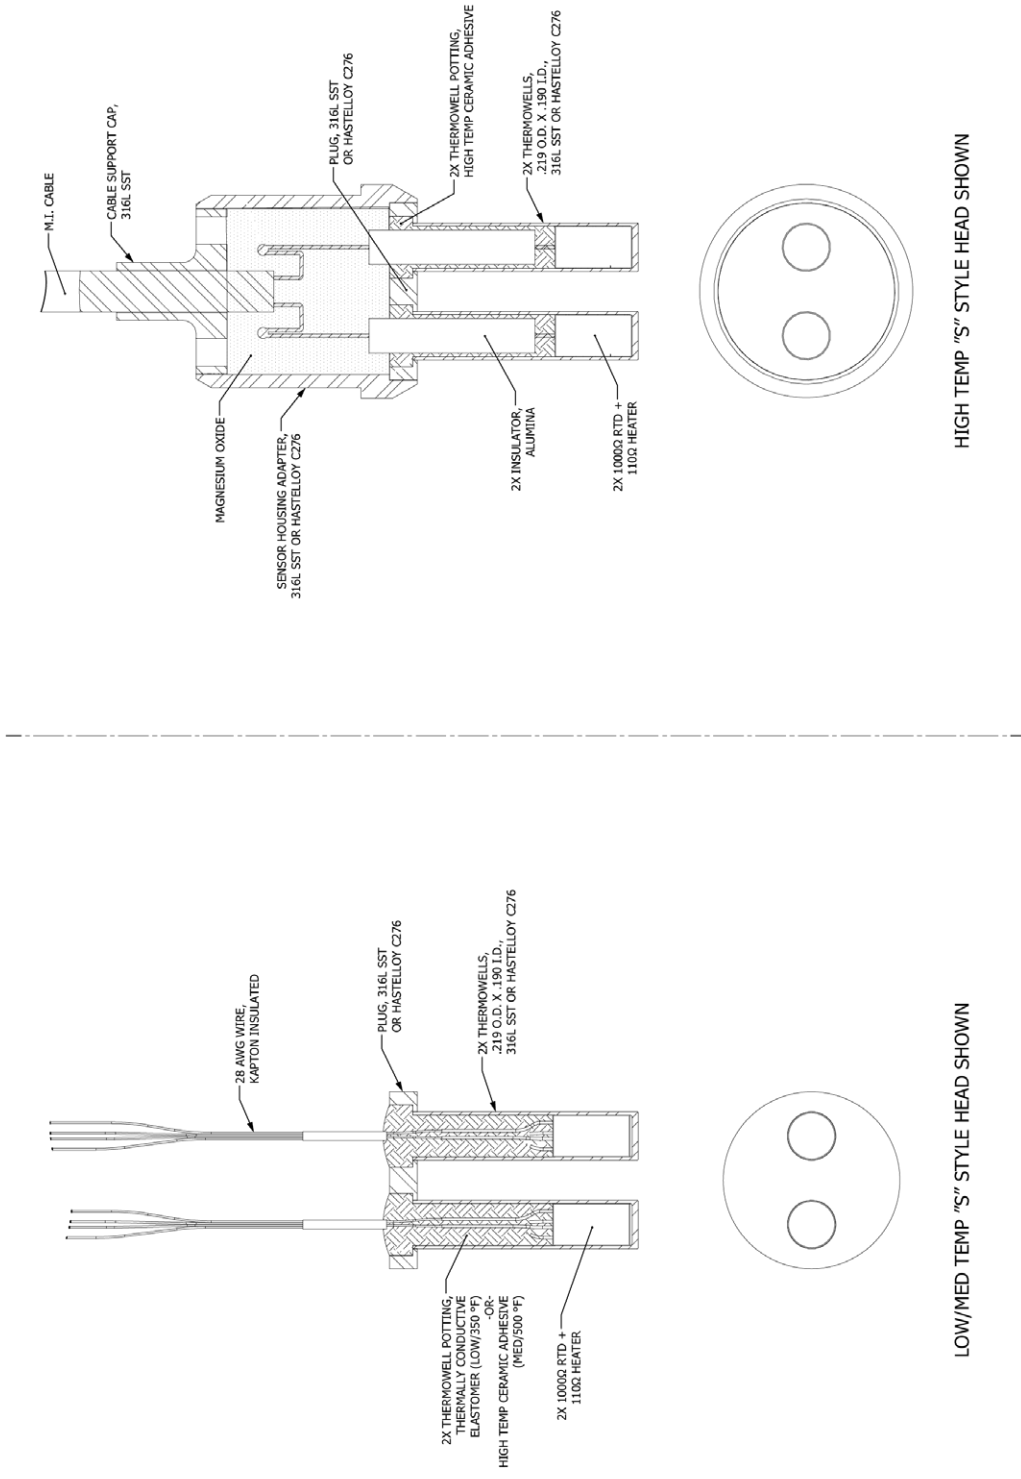 28 AWG WIRE,
KAPTON INSULATED
PLUG, 316L SST
OR HASTELLOY C276
2X THERMOWELLS,
.219 O.D. X .190 I.D.,
316L SST OR HASTELLOY C276
2X THERMOWELL POTTING,
THERMALLY CONDUCTIVE
ELASTOMER (LOW/350 °F)
-OR-
HIGH TEMP CERAMIC ADHESIVE
(MED/500 °F)
2X 1000Ω RTD +
110Ω HEATER
LOW/MED TEMP "S" STYLE HEAD SHOWN
M.I. CABLE
CABLE SUPPORT CAP,
316L SST
MAGNESIUM OXIDE
SENSOR HOUSING ADAPTER,
316L SST OR HASTELLOY C276
PLUG, 316L SST
OR HASTELLOY C276
2X THERMOWELL POTTING,
HIGH TEMP CERAMIC ADHESIVE
2X THERMOWELLS,
.219 O.D. X .190 I.D.,
316L SST OR HASTELLOY C276
2X INSULATOR,
ALUMINA
2X 1000Ω RTD +
110Ω HEATER
HIGH TEMP "S" STYLE HEAD SHOWN